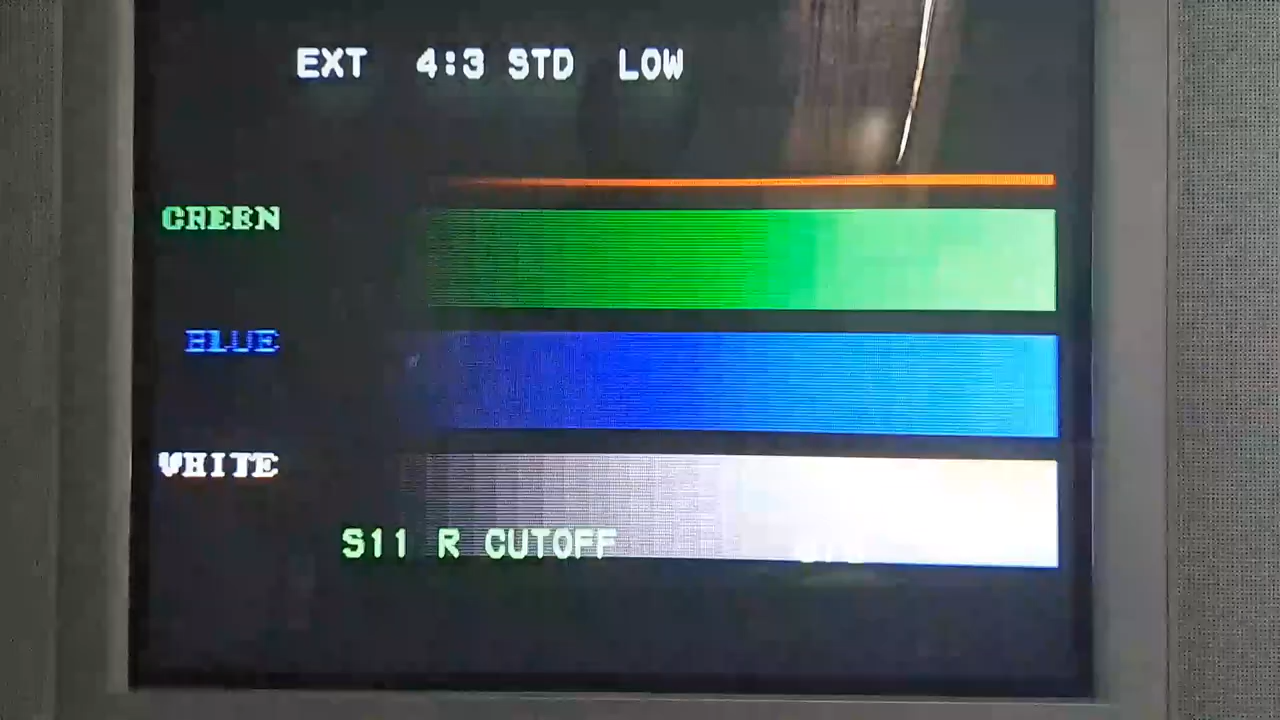 EXT 4:3 STD LOW
GREEN
BLUE
WHITE
S11 R CUTOFF